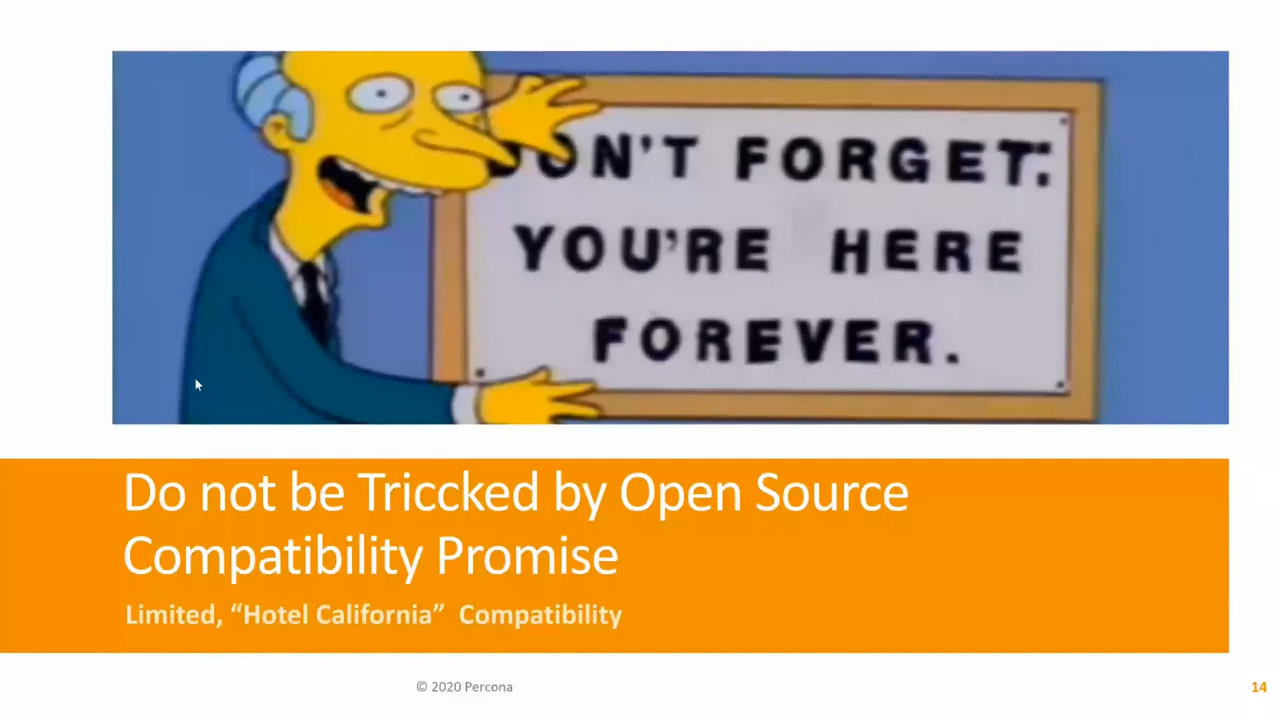 DON'T FORGET:
YOU'RE HERE
FOREVER.
Do not be Triccked by Open Source
Compatibility Promise
Limited, “Hotel California” Compatibility
© 2020 Percona
14